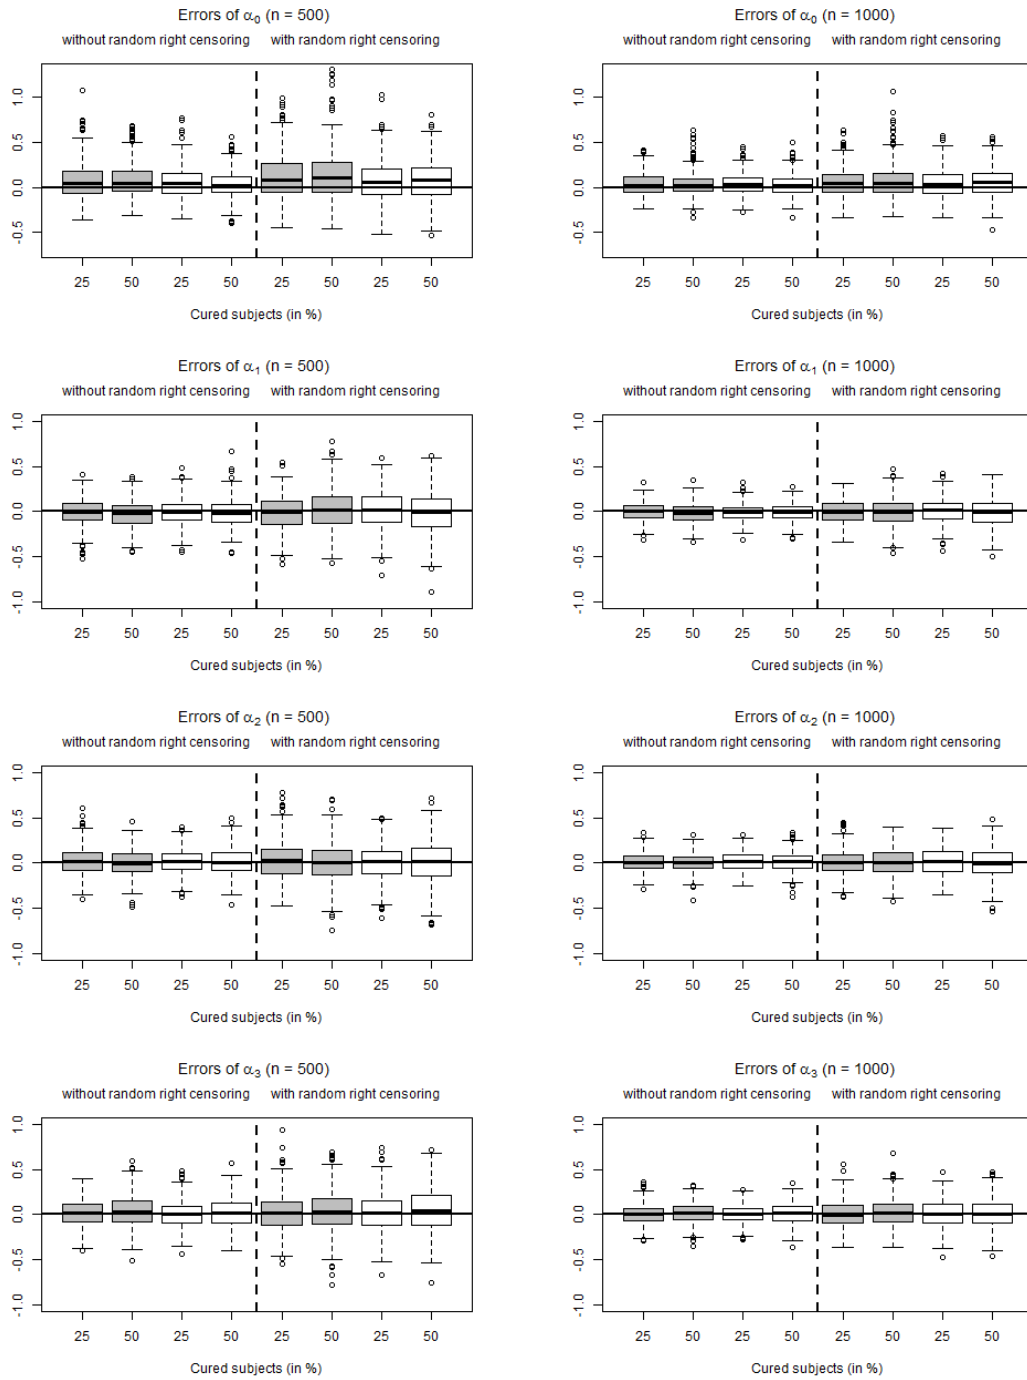 Errors of α0 (n = 500)
without random right censoring with random right censoring
1.0
0.5
0.0
-0.5
25 50 25 50 25 50 25 50
Cured subjects (in %)
Errors of α0 (n = 1000)
without random right censoring with random right censoring
1.0
0.5
0.0
-0.5
25 50 25 50 25 50 25 50
Cured subjects (in %)
Errors of α1 (n = 500)
without random right censoring with random right censoring
1.0
0.5
0.0
-0.5
-1.0
25 50 25 50 25 50 25 50
Cured subjects (in %)
Errors of α1 (n = 1000)
without random right censoring with random right censoring
1.0
0.5
0.0
-0.5
-1.0
25 50 25 50 25 50 25 50
Cured subjects (in %)
Errors of α2 (n = 500)
without random right censoring with random right censoring
1.0
0.5
0.0
-0.5
-1.0
25 50 25 50 25 50 25 50
Cured subjects (in %)
Errors of α2 (n = 1000)
without random right censoring with random right censoring
1.0
0.5
0.0
-0.5
-1.0
25 50 25 50 25 50 25 50
Cured subjects (in %)
Errors of α3 (n = 500)
without random right censoring with random right censoring
1.0
0.5
0.0
-0.5
-1.0
25 50 25 50 25 50 25 50
Cured subjects (in %)
Errors of α3 (n = 1000)
without random right censoring with random right censoring
1.0
0.5
0.0
-0.5
-1.0
25 50 25 50 25 50 25 50
Cured subjects (in %)